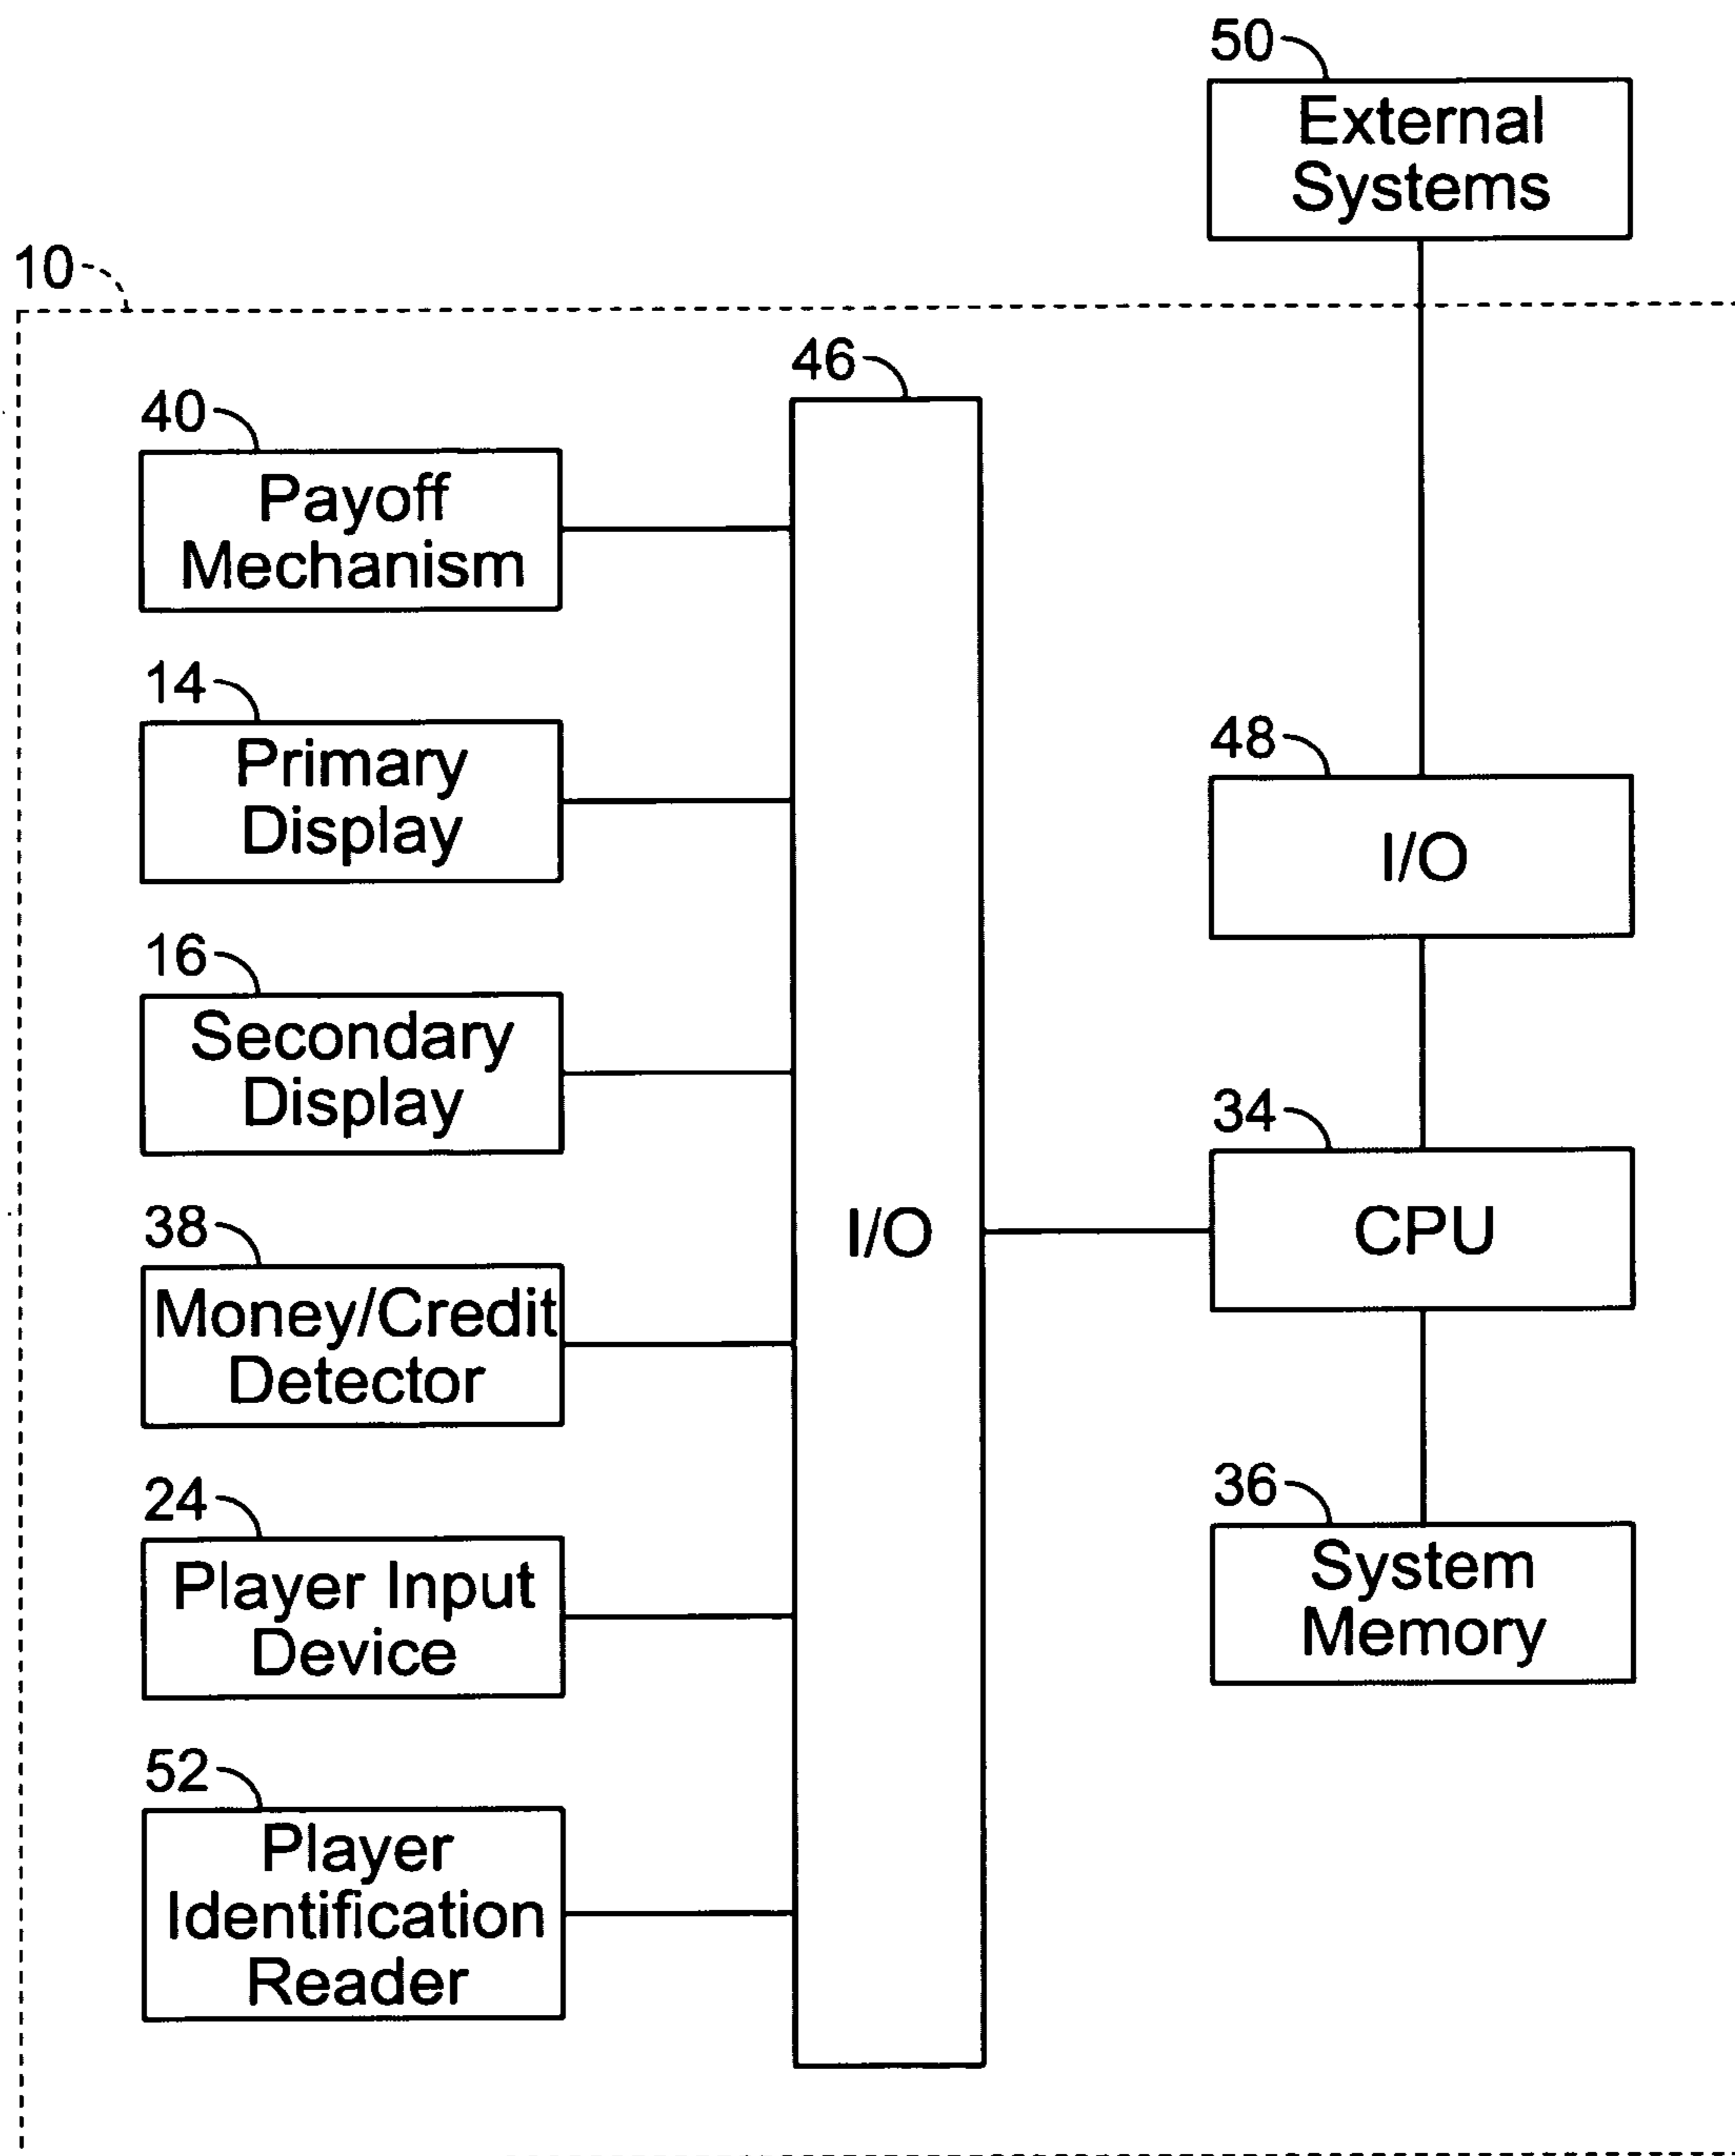 50
External
Systems
10
46
40
Payoff
Mechanism
14
Primary
Display
48
I/O
16
Secondary
Display
34
CPU
I/O
38
Money/Credit
Detector
24
Player Input
Device
36
System
Memory
52
Player
Identification
Reader